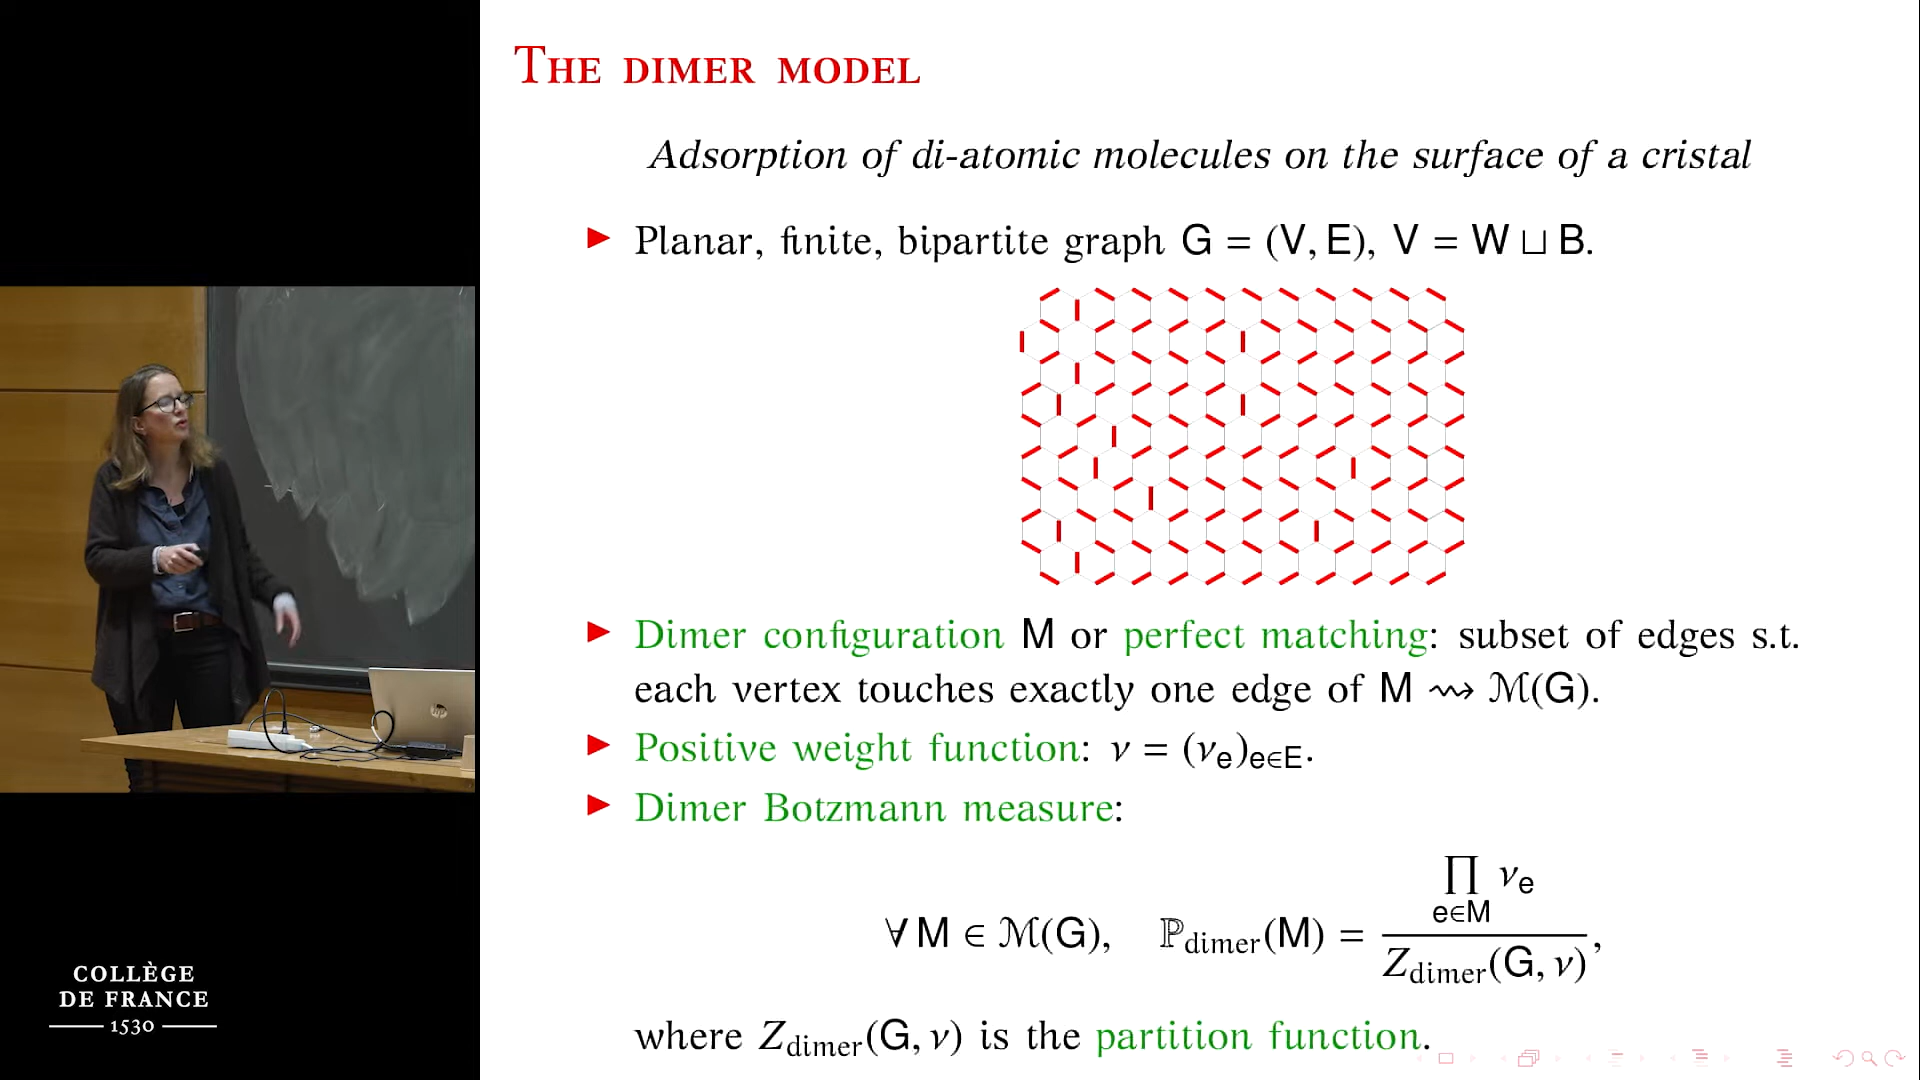 THE DIMER MODEL
Adsorption of di-atomic molecules on the surface of a cristal
► Planar, finite, bipartite graph G = (V, E), V = W ⊔ B.
► Dimer configuration M or perfect matching: subset of edges s.t.
each vertex touches exactly one edge of M ⇝ ℳ(G).
► Positive weight function: ν = (νe)e∈E.
► Dimer Botzmann measure:
∀ M ∈ ℳ(G), ℙdimer(M) = ∏e∈M νe / Zdimer(G, ν),
where Zdimer(G, ν) is the partition function.
hp
COLLÈGE
DE FRANCE
1530